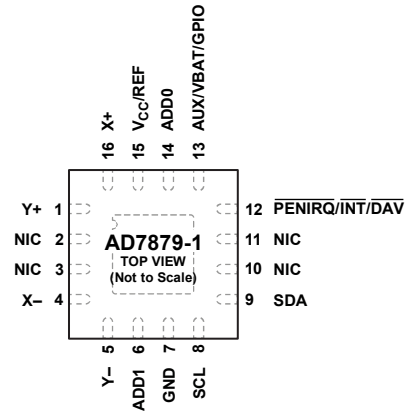 16 X+
15 VCC/REF
14 ADD0
13 AUX/VBAT/GPIO
Y+ 1
NIC 2
NIC 3
X– 4
AD7879-1
TOP VIEW
(Not to Scale)
12 PENIRQ/INT/DAV
11 NIC
10 NIC
9 SDA
Y– 5
ADD1 6
GND 7
SCL 8